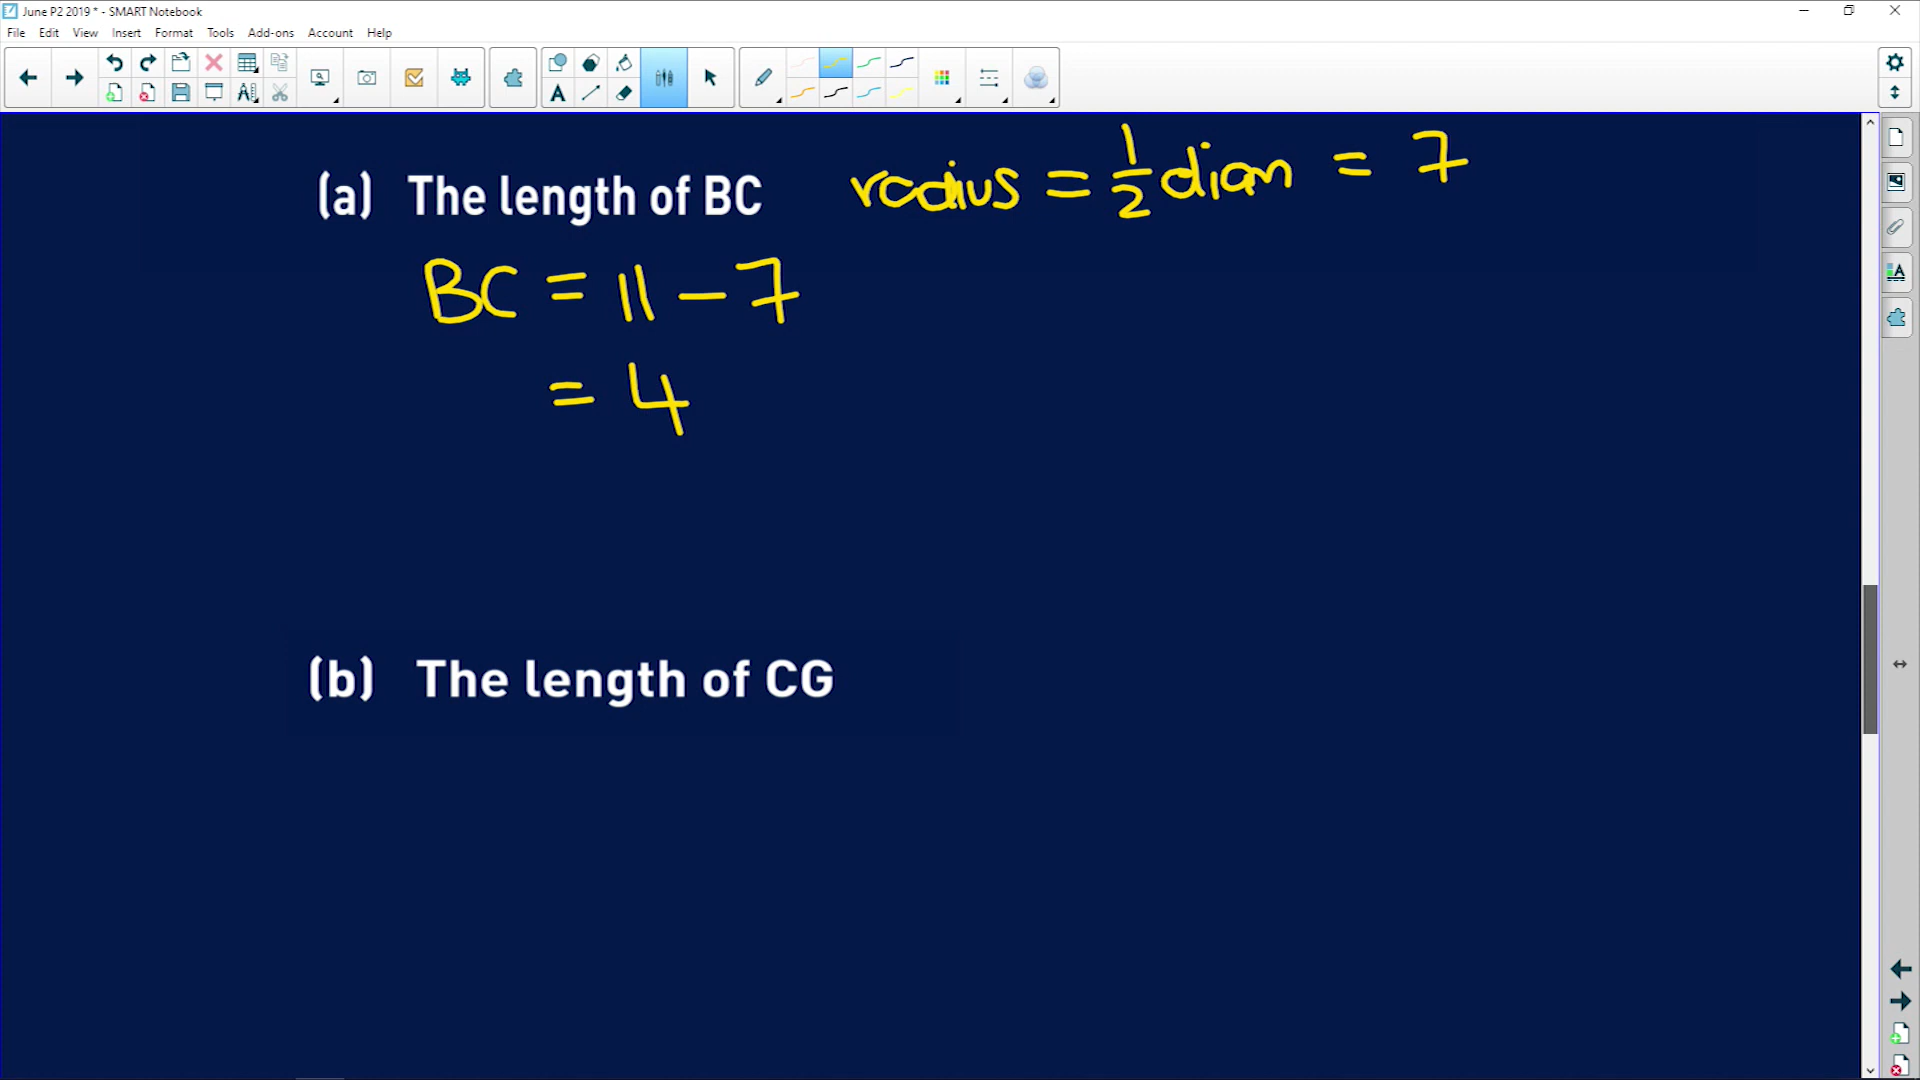 June P2 2019 * - SMART Notebook
File Edit View Insert Format Tools Add-ons Account Help
(a) The length of BC radius = 1/2 diam = 7
BC = 11 - 7
= 4
(b) The length of CG